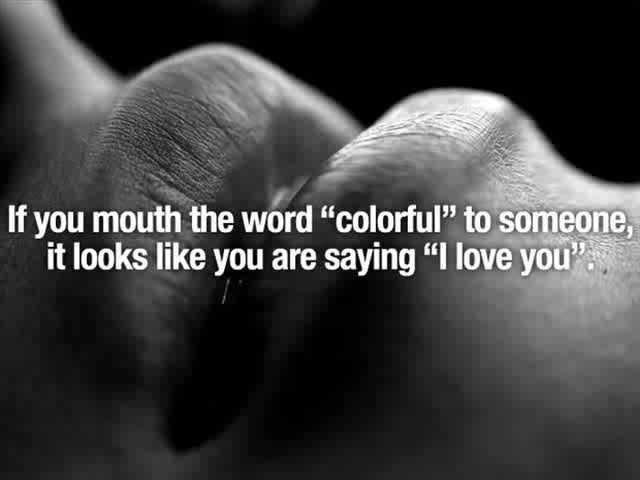 If you mouth the word “colorful” to someone,
it looks like you are saying “I love you”.